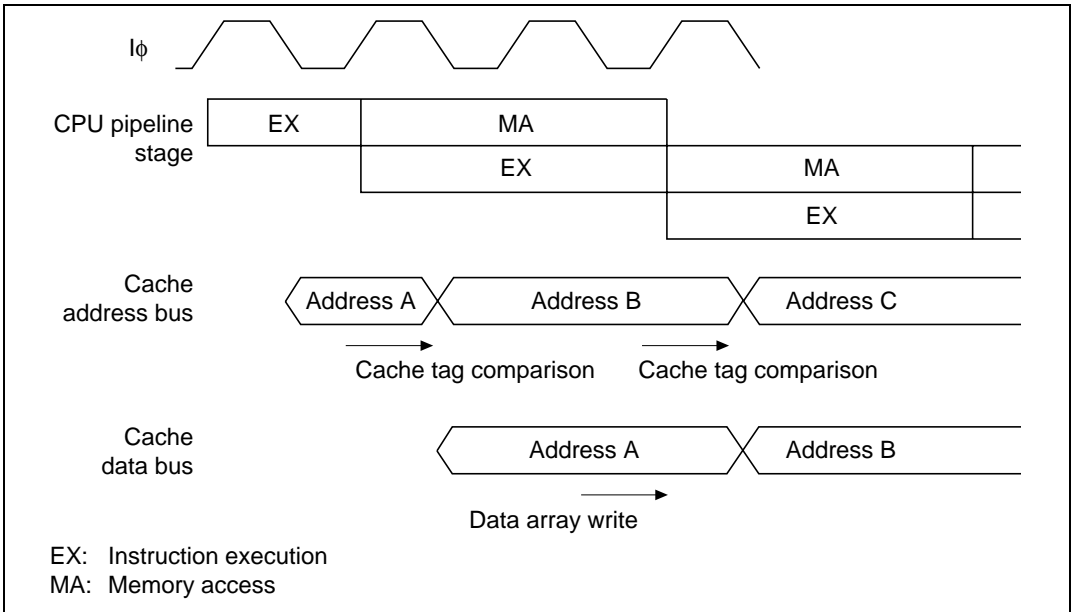 Iϕ
CPU pipeline
stage
EX
MA
EX
MA
EX
Cache
address bus
Address A
Address B
Address C
Cache tag comparison
Cache tag comparison
Cache
data bus
Address A
Address B
Data array write
EX: Instruction execution
MA: Memory access